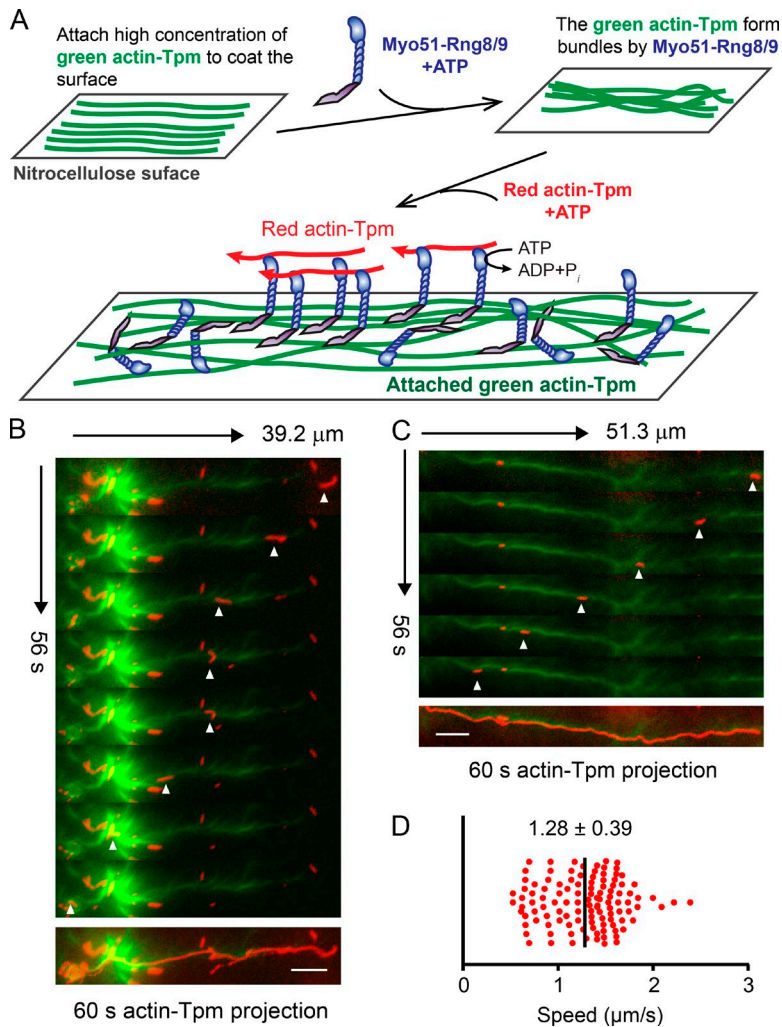 A
Attach high concentration of
green actin-Tpm to coat the
surface
Nitrocellulose suface
Myo51-Rng8/9
+ATP
The green actin-Tpm form
bundles by Myo51-Rng8/9
Red actin-Tpm
+ATP
Red actin-Tpm
ATP
ADP+Pi
Attached green actin-Tpm
B
39.2 µm
56 s
60 s actin-Tpm projection
C
51.3 µm
56 s
60 s actin-Tpm projection
D
1.28 ± 0.39
0 1 2 3
Speed (µm/s)